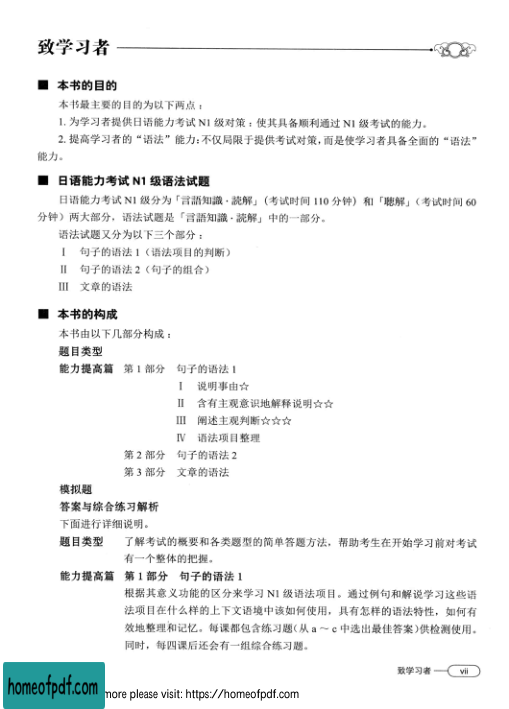 致学习者
■ 本书的目的
本书最主要的目的为以下两点：
1. 为学习者提供日语能力考试 N1 级对策：使其具备顺利通过 N1 级考试的能力。
2. 提高学习者的“语法”能力：不仅局限于提供考试对策，而是使学习者具备全面的“语法”
能力。
■ 日语能力考试 N1 级语法试题
日语能力考试 N1 级分为「言語知識・読解」（考试时间 110 分钟）和「聴解」（考试时间 60
分钟）两大部分，语法试题是「言語知識・読解」中的一部分。
语法试题又分为以下三个部分：
Ⅰ 句子的语法 1（语法项目的判断）
Ⅱ 句子的语法 2（句子的组合）
Ⅲ 文章的语法
■ 本书的构成
本书由以下几部分构成：
题目类型
能力提高篇 第 1 部分 句子的语法 1
Ⅰ 说明事由☆
Ⅱ 含有主观意识地解释说明☆☆
Ⅲ 阐述主观判断☆☆☆
Ⅳ 语法项目整理
第 2 部分 句子的语法 2
第 3 部分 文章的语法
模拟题
答案与综合练习解析
下面进行详细说明。
题目类型 了解考试的概要和各类题型的简单答题方法，帮助考生在开始学习前对考试
有一个整体的把握。
能力提高篇 第 1 部分 句子的语法 1
根据其意义功能的区分来学习 N1 级语法项目。通过例句和解说学习这些语
法项目在什么样的上下文语境中该如何使用，具有怎样的语法特性，如何有
效地整理和记忆。每课都包含练习题（从 a ～ c 中选出最佳答案）供检测使用。
同时，每四课后还会有一组综合练习题。
致学习者 vii
homeofpdf.com
more please visit: https://homeofpdf.com